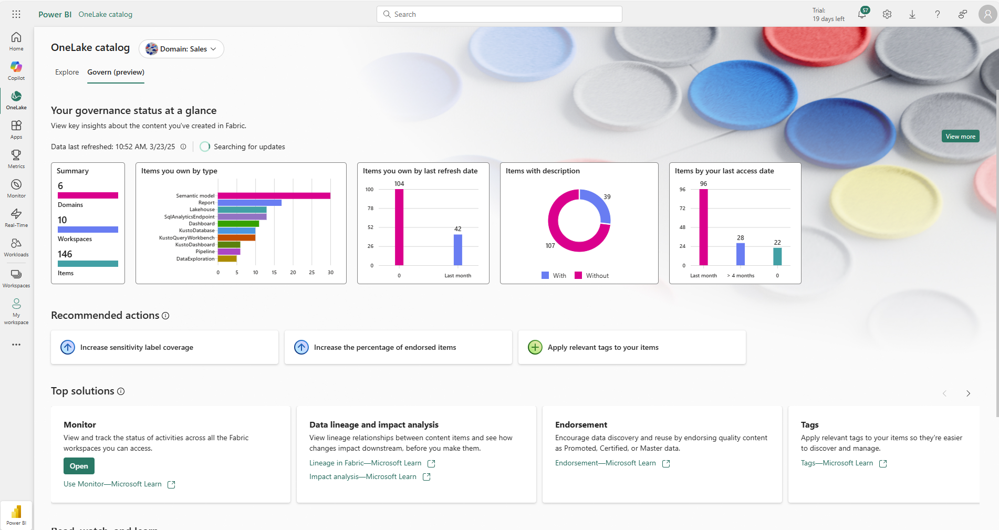 Power BI OneLake catalog
Search
Trial:
19 days left
57
Home
Copilot
OneLake
Apps
Metrics
Monitor
Real-Time
Workloads
Workspaces
My
workspace
Power BI
OneLake catalog
Domain: Sales
Explore
Govern (preview)
Your governance status at a glance
View key insights about the content you've created in Fabric.
Data last refreshed: 10:52 AM, 3/23/25
Searching for updates
View more
Summary
6
Domains
10
Workspaces
146
Items
Items you own by type
Semantic model
Report
Lakehouse
SqlAnalyticsEndpoint
Dashboard
KustoDatabase
KustoQueryWorkbench
KustoDashboard
Pipeline
DataExploration
0 5 10 15 20 25 30
Items you own by last refresh date
104
100
78
52
42
26
0
0 Last month
Items with description
39
107
With Without
Items by your last access date
96
96
72
48
28
22
24
0
Last month > 4 months 0
Recommended actions
Increase sensitivity label coverage
Increase the percentage of endorsed items
Apply relevant tags to your items
Top solutions
Monitor
View and track the status of activities across all the Fabric
workspaces you can access.
Open
Use Monitor—Microsoft Learn
Data lineage and impact analysis
View lineage relationships between content items and see how
changes impact downstream, before you make them.
Lineage in Fabric—Microsoft Learn
Impact analysis—Microsoft Learn
Endorsement
Encourage data discovery and reuse by endorsing quality content
as Promoted, Certified, or Master data.
Endorsement—Microsoft Learn
Tags
Apply relevant tags to your items so they're easier
to discover and manage.
Tags—Microsoft Learn
Read, watch, and learn